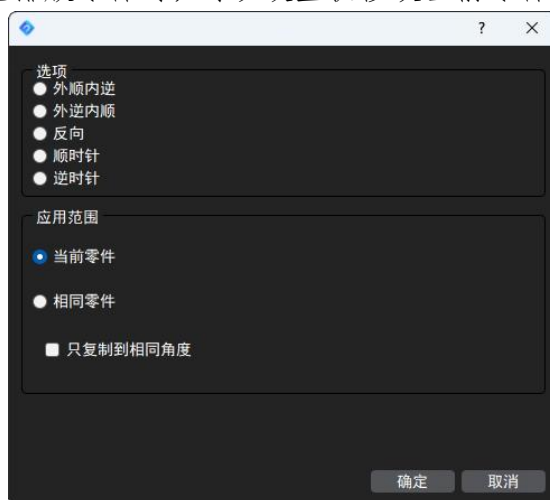 ?
选项
外顺内逆
外逆内顺
反向
顺时针
逆时针
应用范围
当前零件
相同零件
只复制到相同角度
确定 取消